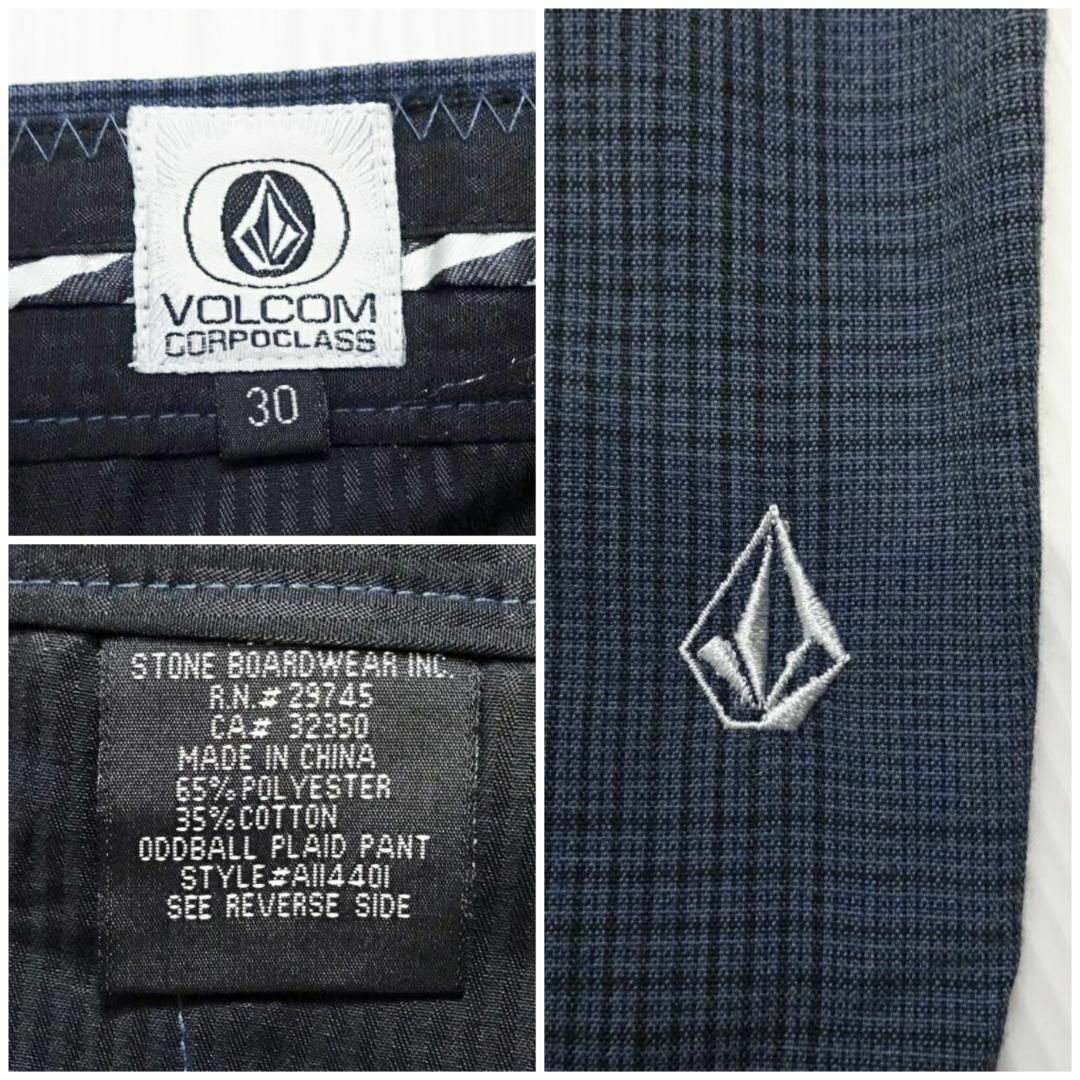 VOLCOM
CORPOCLASS
30
STONE BOARDWEAR INC.
R.N.# 29745
CA# 32350
MADE IN CHINA
65% POLYESTER
35% COTTON
ODDBALL PLAID PANT
STYLE#A1114401
SEE REVERSE SIDE